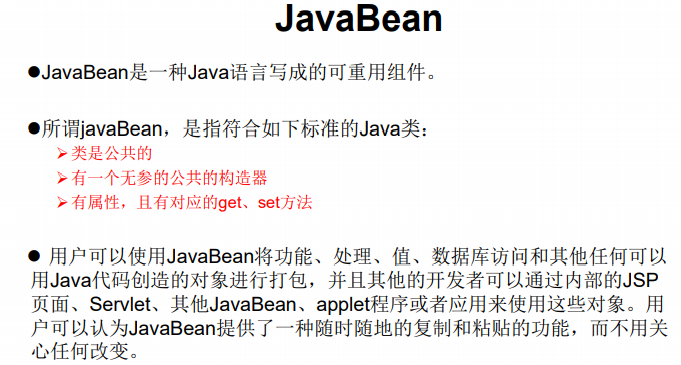 JavaBean
●JavaBean是一种Java语言写成的可重用组件。
●所谓javaBean，是指符合如下标准的Java类：
➢类是公共的
➢有一个无参的公共的构造器
➢有属性，且有对应的get、set方法
● 用户可以使用JavaBean将功能、处理、值、数据库访问和其他任何可以
用Java代码创造的对象进行打包，并且其他的开发者可以通过内部的JSP
页面、Servlet、其他JavaBean、applet程序或者应用来使用这些对象。用
户可以认为JavaBean提供了一种随时随地的复制和粘贴的功能，而不用关
心任何改变。